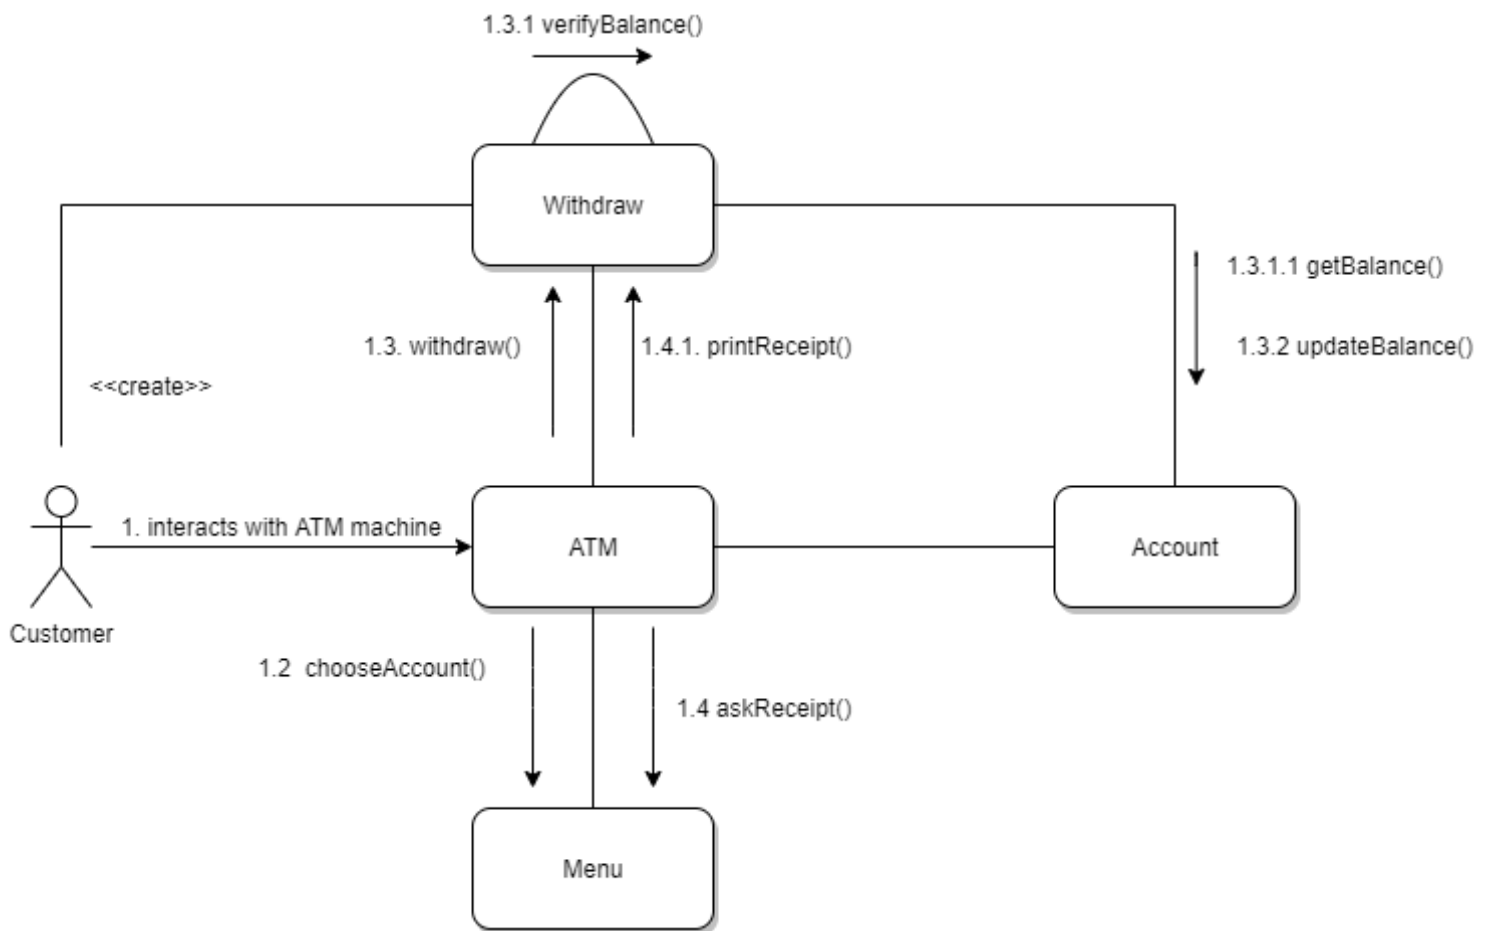 1.3.1 verifyBalance()
Withdraw
1.3.1.1 getBalance()
1.3. withdraw()
1.4.1. printReceipt()
1.3.2 updateBalance()
<<create>>
1. interacts with ATM machine
ATM
Account
Customer
1.2  chooseAccount()
1.4 askReceipt()
Menu